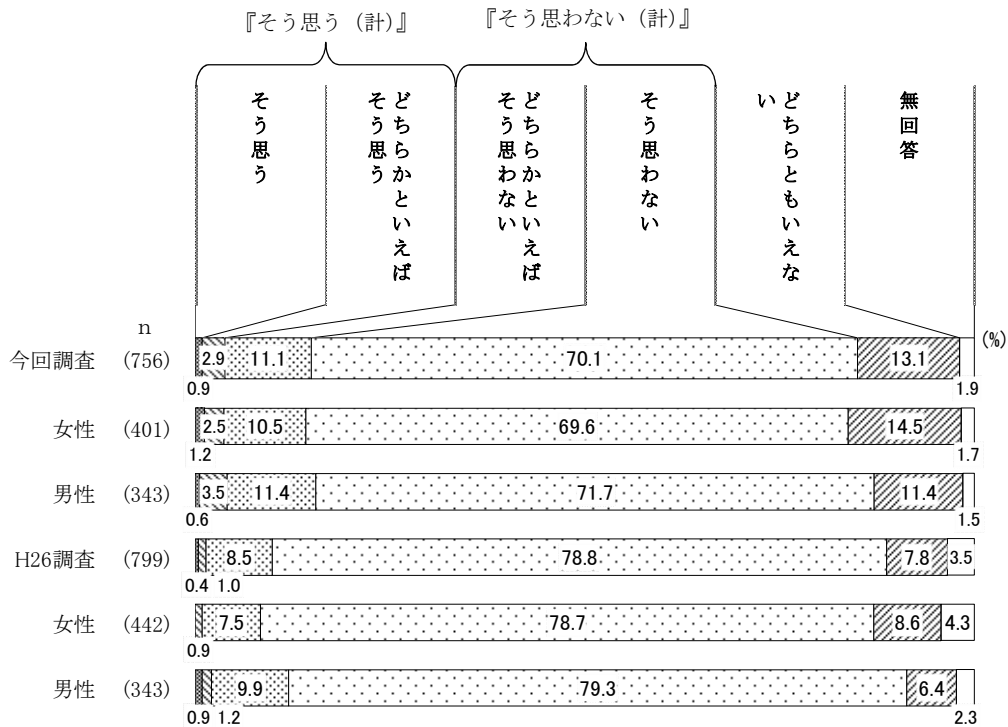 『そう思う（計）』 『そう思わない（計）』
そう思う
どちらかといえば
そう思う
どちらかといえば
そう思わない
そう思わない
どちらともいえな
い
無回答
n
(%)
今回調査 (756) 2.9 11.1 70.1 13.1
0.9 1.9
女性 (401) 2.5 10.5 69.6 14.5
1.2 1.7
男性 (343) 3.5 11.4 71.7 11.4
0.6 1.5
H26調査 (799) 8.5 78.8 7.8 3.5
0.4 1.0
女性 (442) 7.5 78.7 8.6 4.3
0.9
男性 (343) 9.9 79.3 6.4
0.9 1.2 2.3